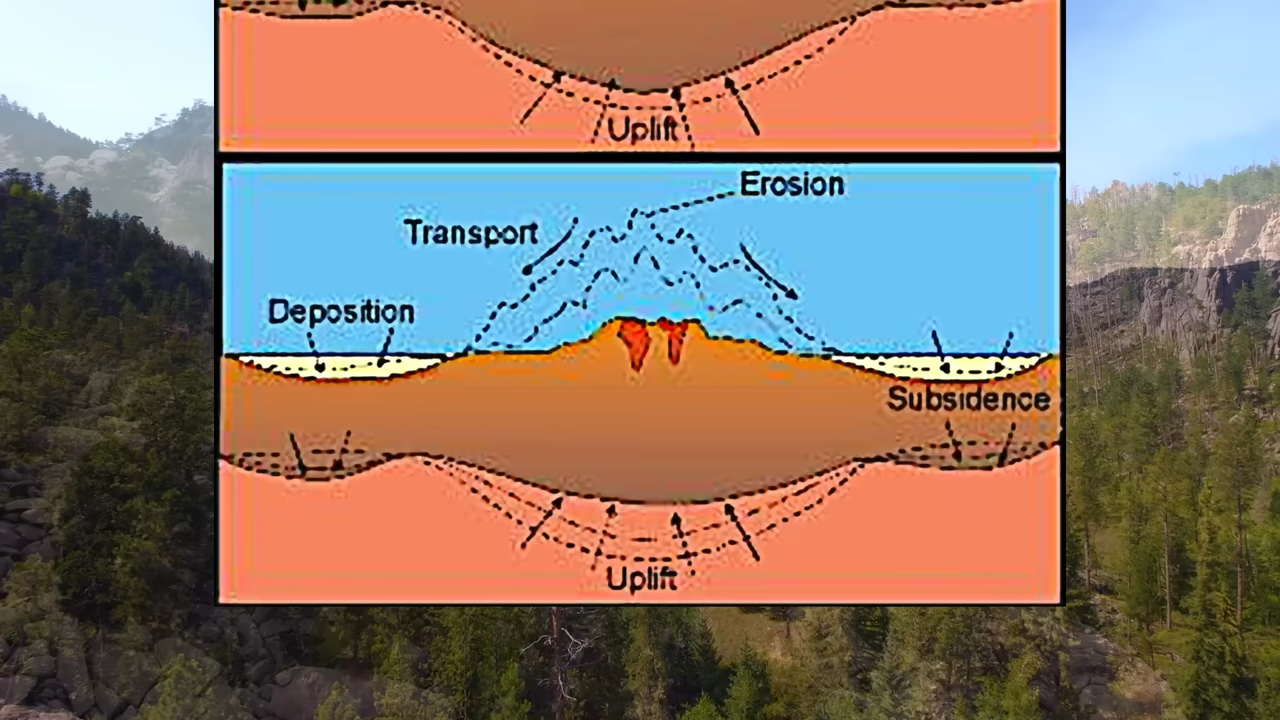 Uplift
Erosion
Transport
Deposition
Subsidence
Uplift